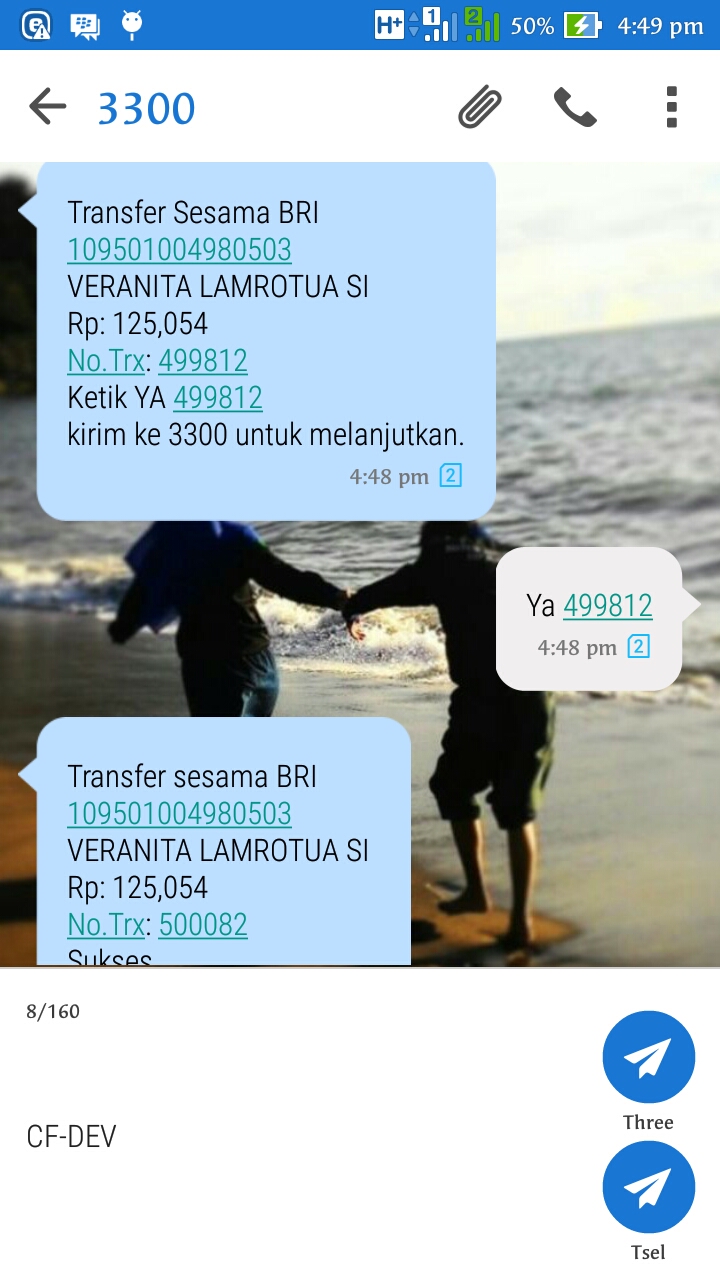 H+ 1 2 50% 4:49 pm
3300
Transfer Sesama BRI
109501004980503
VERANITA LAMROTUA SI
Rp: 125,054
No.Trx: 499812
Ketik YA 499812
kirim ke 3300 untuk melanjutkan.
4:48 pm 2
Ya 499812
4:48 pm 2
Transfer sesama BRI
109501004980503
VERANITA LAMROTUA SI
Rp: 125,054
No.Trx: 500082
Sukses
8/160
CF-DEV
Three
Tsel